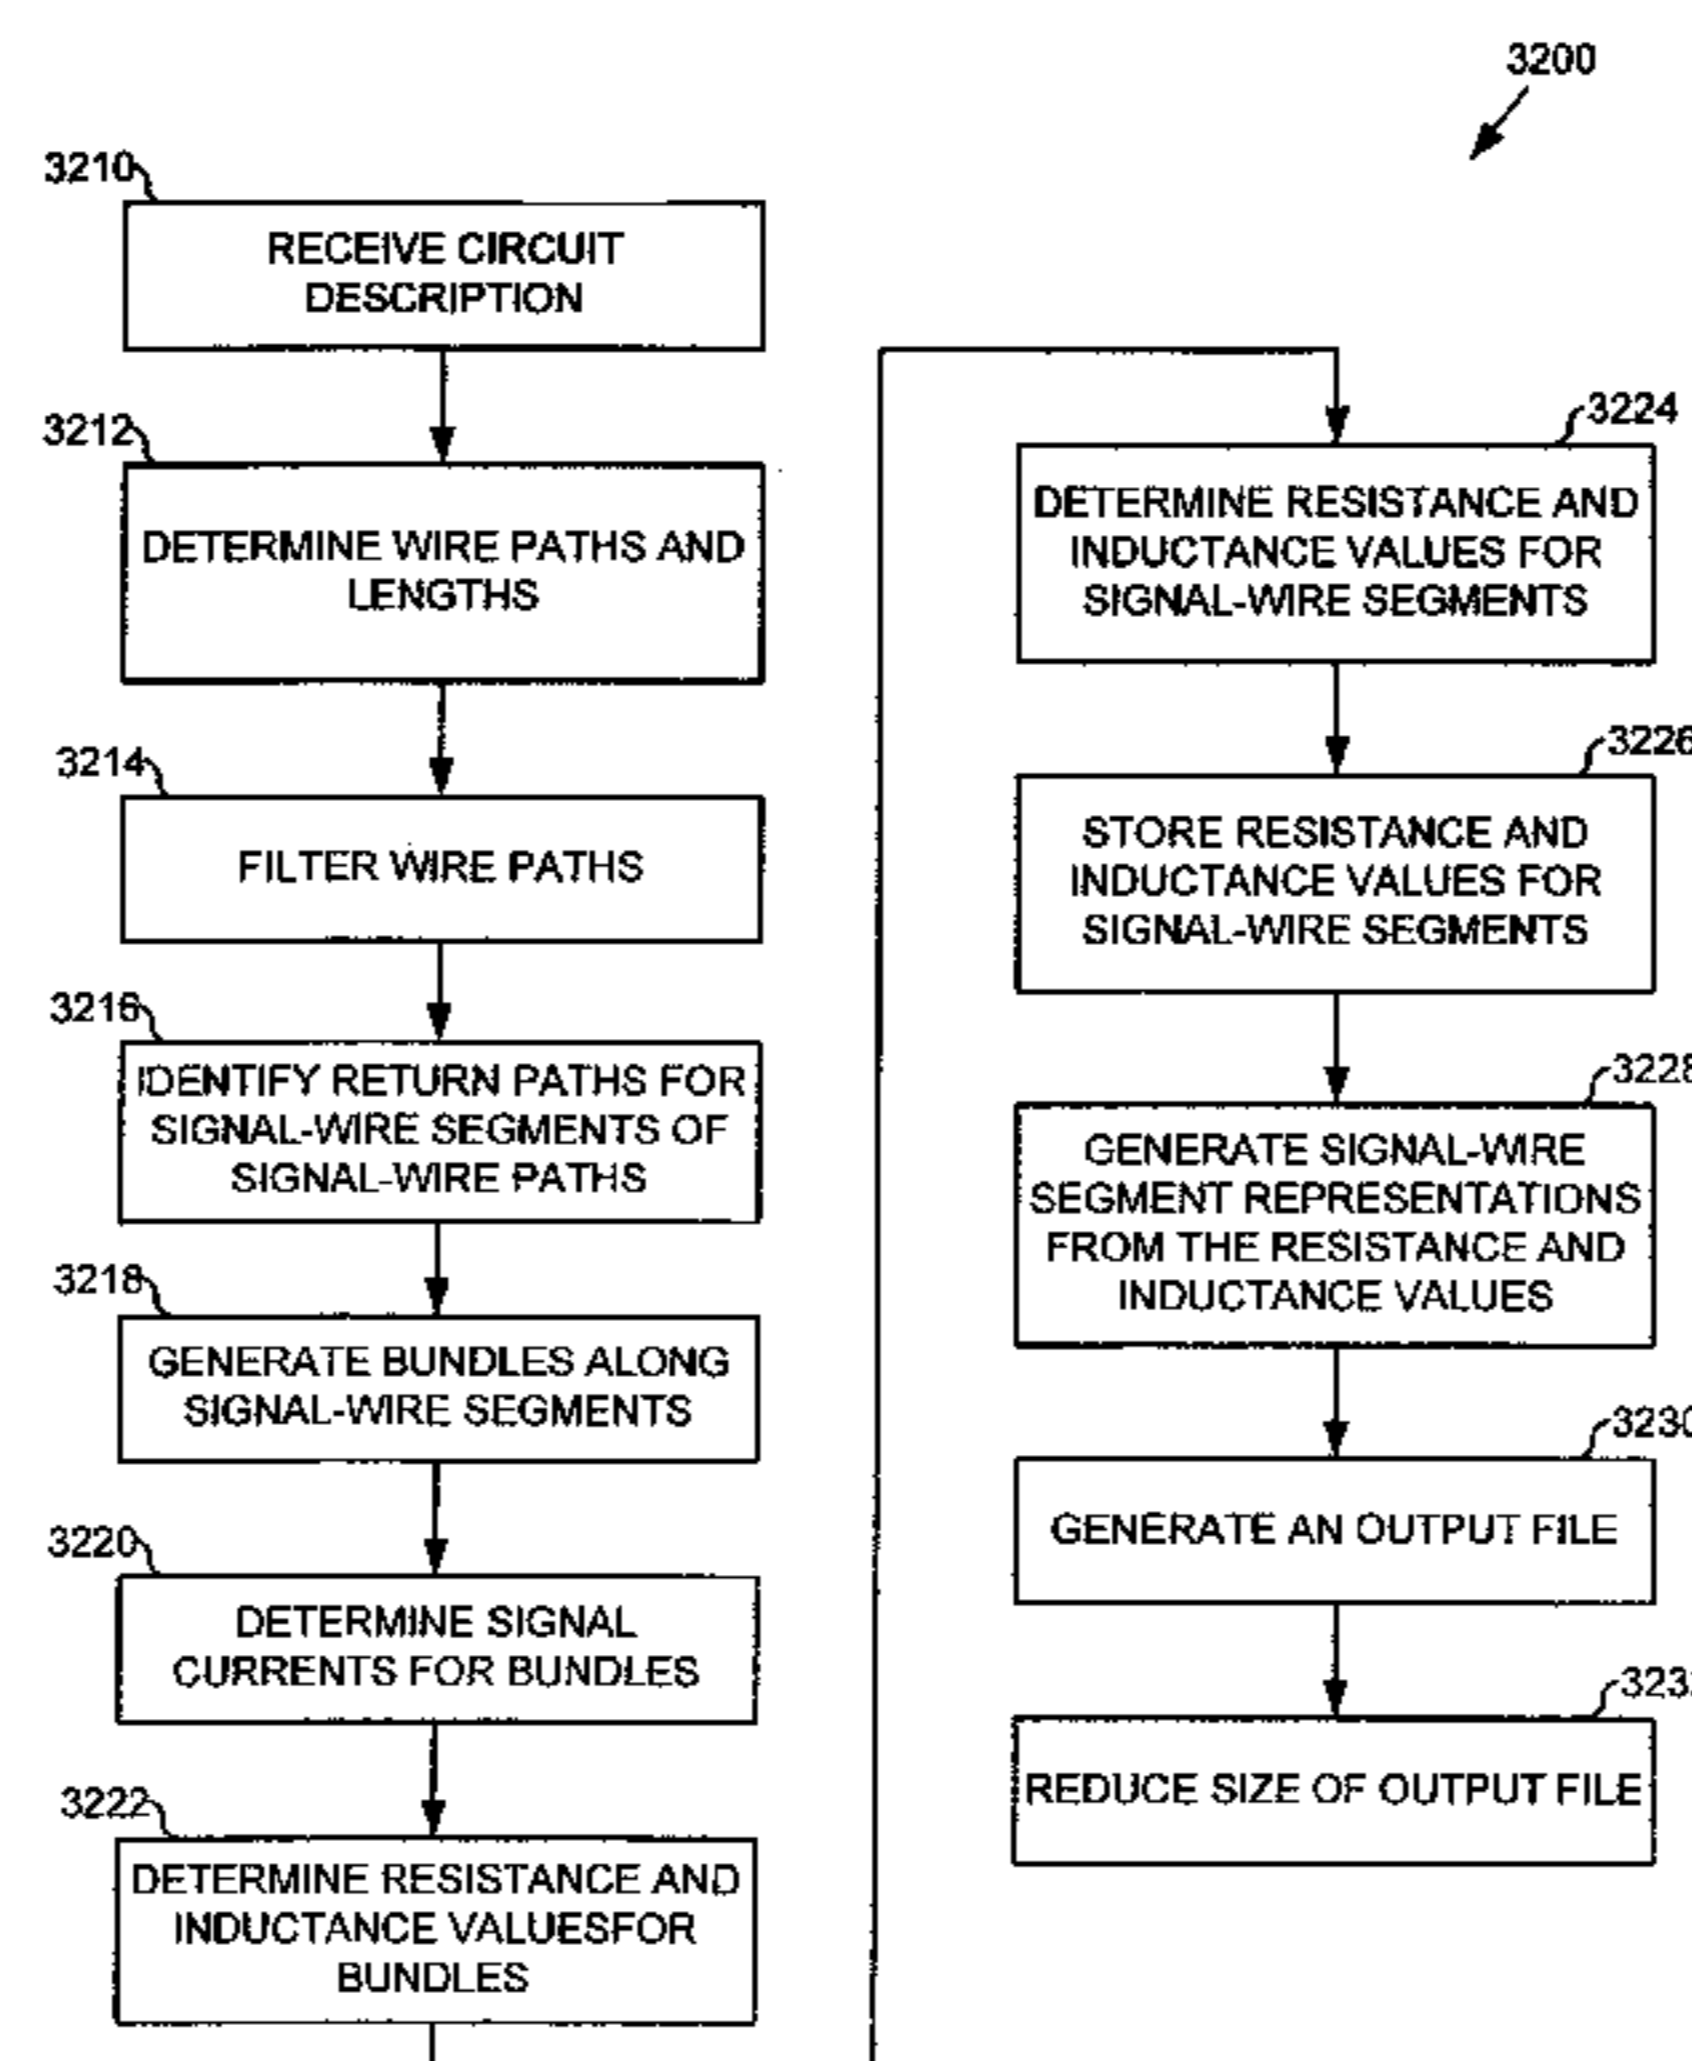 3200
3210
RECEIVE CIRCUIT
DESCRIPTION
3212
DETERMINE WIRE PATHS AND
LENGTHS
3214
FILTER WIRE PATHS
3216
IDENTIFY RETURN PATHS FOR
SIGNAL-WIRE SEGMENTS OF
SIGNAL-WIRE PATHS
3218
GENERATE BUNDLES ALONG
SIGNAL-WIRE SEGMENTS
3220
DETERMINE SIGNAL
CURRENTS FOR BUNDLES
3222
DETERMINE RESISTANCE AND
INDUCTANCE VALUESFOR
BUNDLES
3224
DETERMINE RESISTANCE AND
INDUCTANCE VALUES FOR
SIGNAL-WIRE SEGMENTS
3226
STORE RESISTANCE AND
INDUCTANCE VALUES FOR
SIGNAL-WIRE SEGMENTS
3228
GENERATE SIGNAL-WIRE
SEGMENT REPRESENTATIONS
FROM THE RESISTANCE AND
INDUCTANCE VALUES
3230
GENERATE AN OUTPUT FILE
REDUCE SIZE OF OUTPUT FILE